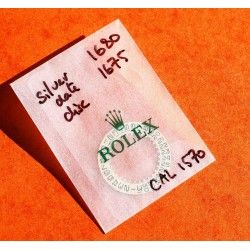 1680
1675
Silver
date
disc
ROLEX
CAL 1570